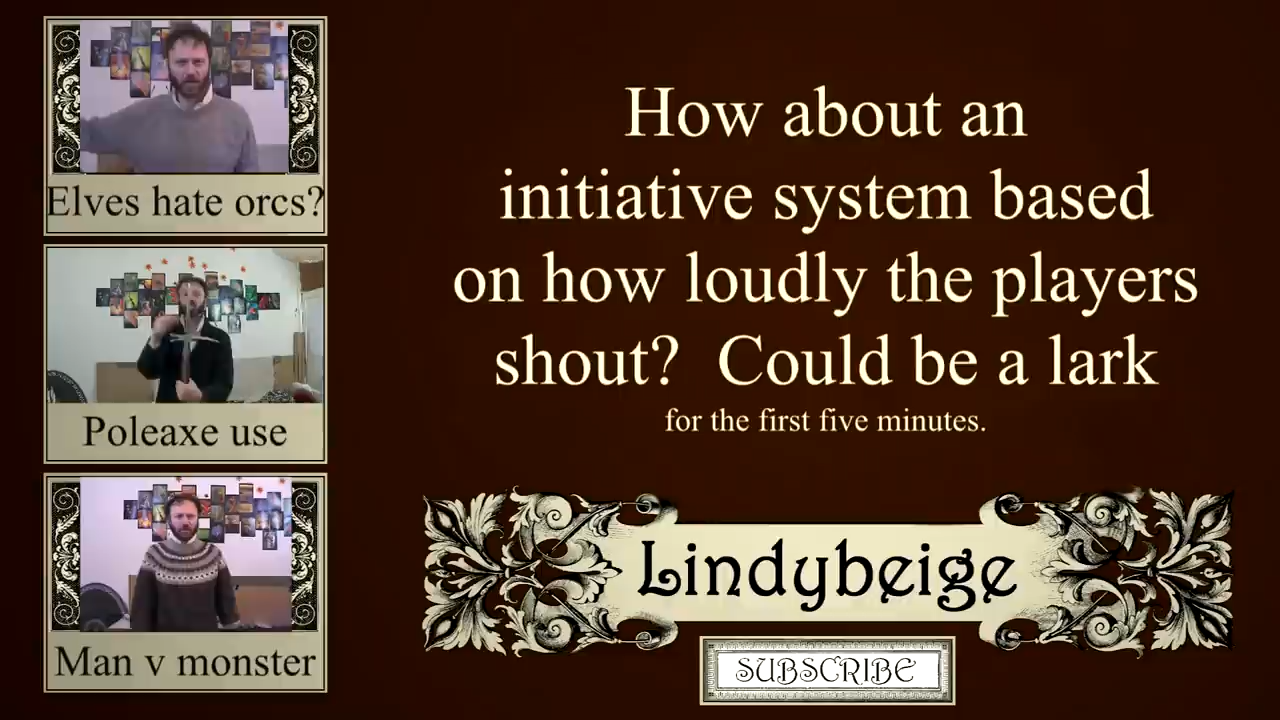 Elves hate orcs?
Poleaxe use
Man v monster
How about an
initiative system based
on how loudly the players
shout?  Could be a lark
for the first five minutes.
Lindybeige
SUBSCRIBE